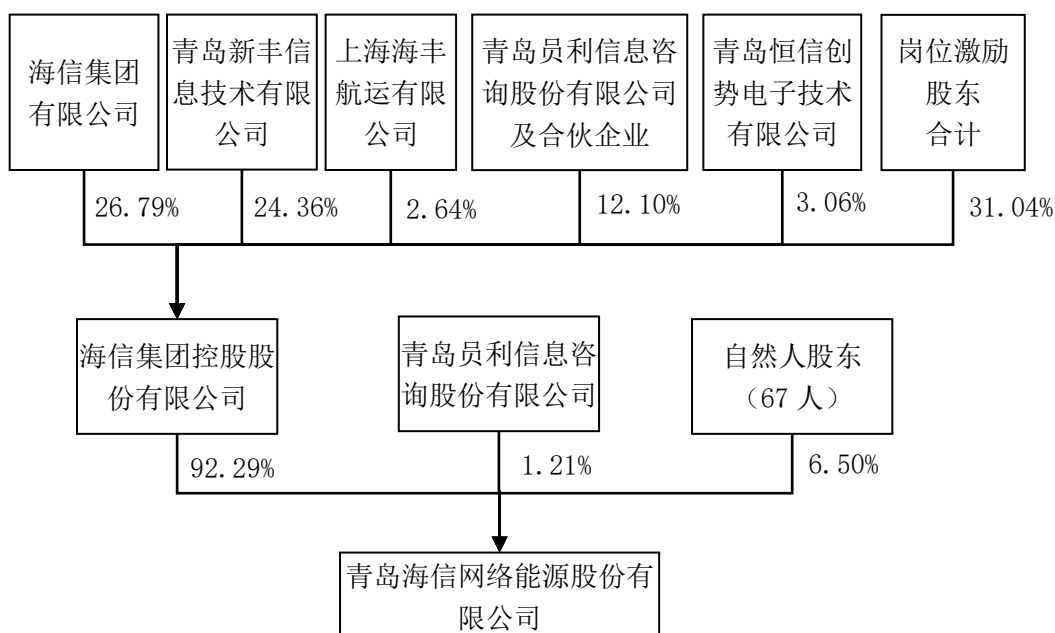 海信集团
有限公司
青岛新丰信
息技术有限
公司
上海海丰
航运有限
公司
青岛员利信息咨
询股份有限公司
及合伙企业
青岛恒信创
势电子技术
有限公司
岗位激励
股东
合计
26.79%
24.36%
2.64%
12.10%
3.06%
31.04%
海信集团控股股
份有限公司
青岛员利信息咨
询股份有限公司
自然人股东
（67 人）
92.29%
1.21%
6.50%
青岛海信网络能源股份有
限公司